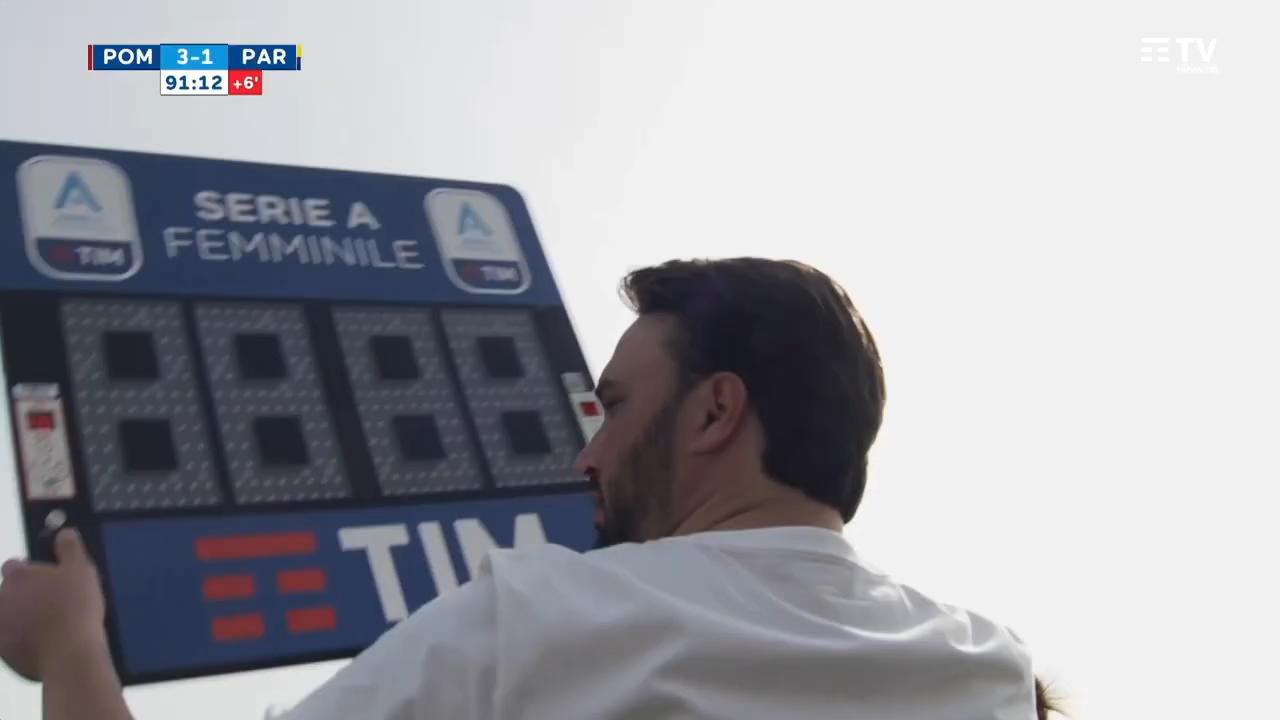 POM 3-1 PAR
91:12 +6'
TV
SERIE A
FEMMINILE
TIM
TIM
TIM